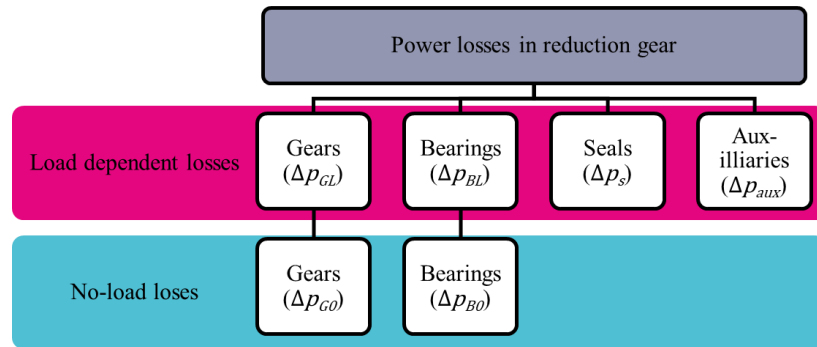 Power losses in reduction gear
Load dependent losses
Gears
(Δp_GL)
Bearings
(Δp_BL)
Seals
(Δp_s)
Aux-
illiaries
(Δp_aux)
No-load loses
Gears
(Δp_G0)
Bearings
(Δp_B0)